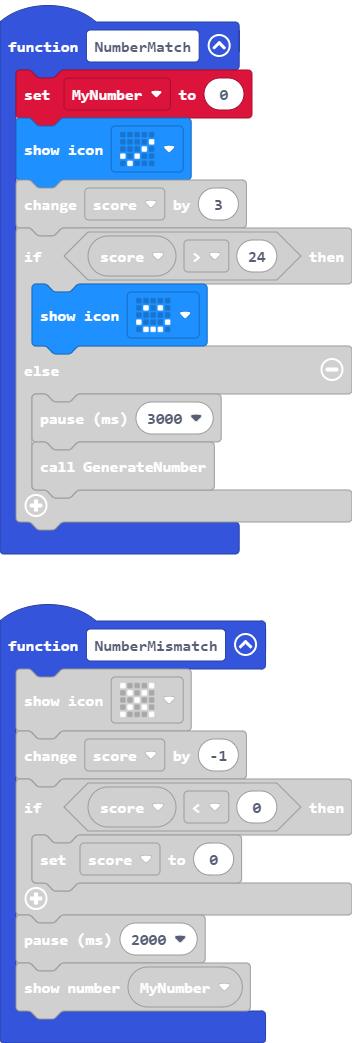 function NumberMatch
set MyNumber to 0
show icon
change score by 3
if score > 24 then
show icon
else
pause (ms) 3000
call GenerateNumber
function NumberMismatch
show icon
change score by -1
if score < 0 then
set score to 0
pause (ms) 2000
show number MyNumber